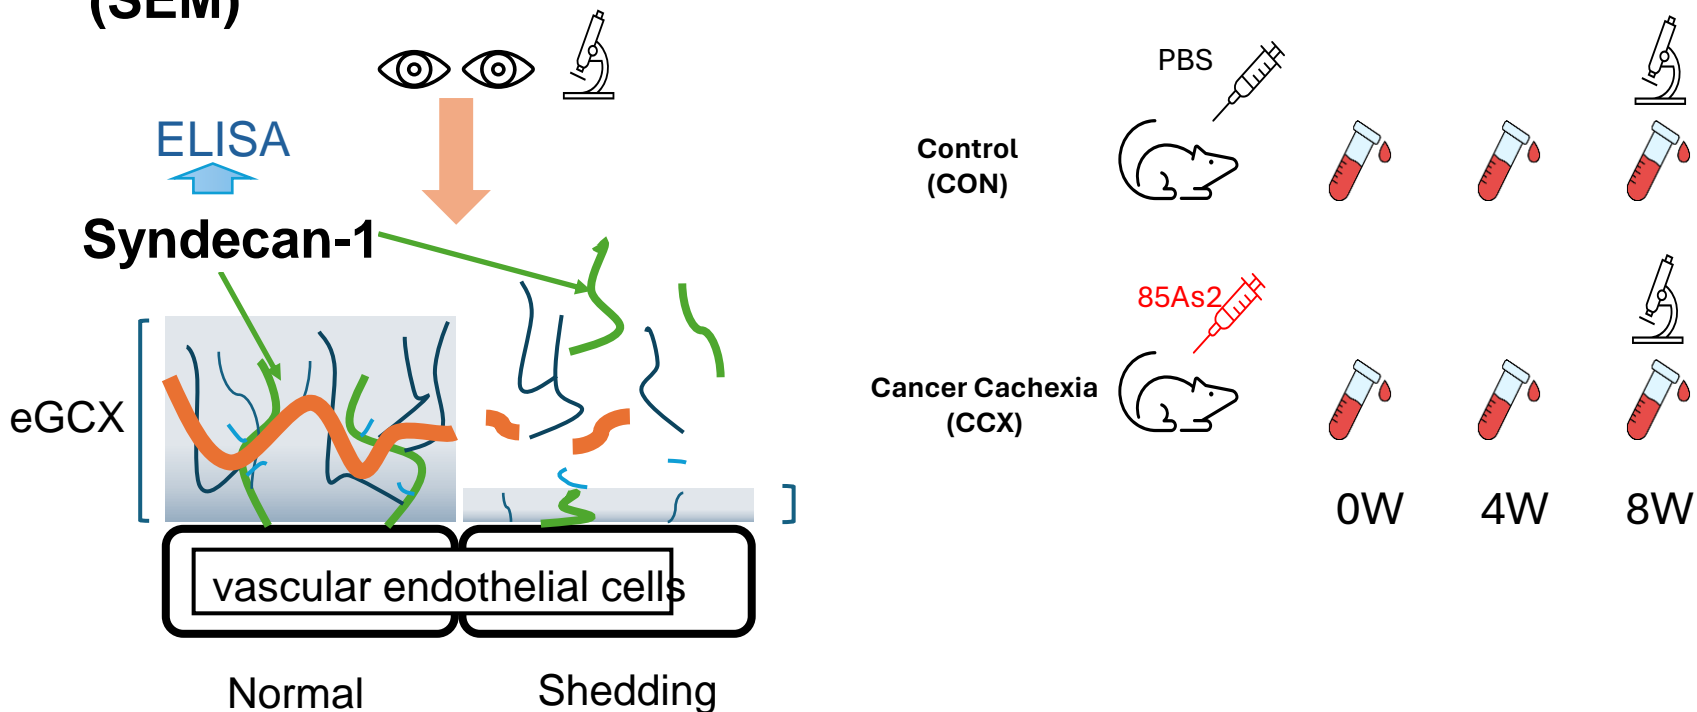 (SEM)
ELISA
Syndecan-1
eGCX
vascular endothelial cells
Normal
Shedding
PBS
Control
(CON)
85As2
Cancer Cachexia
(CCX)
0W
4W
8W